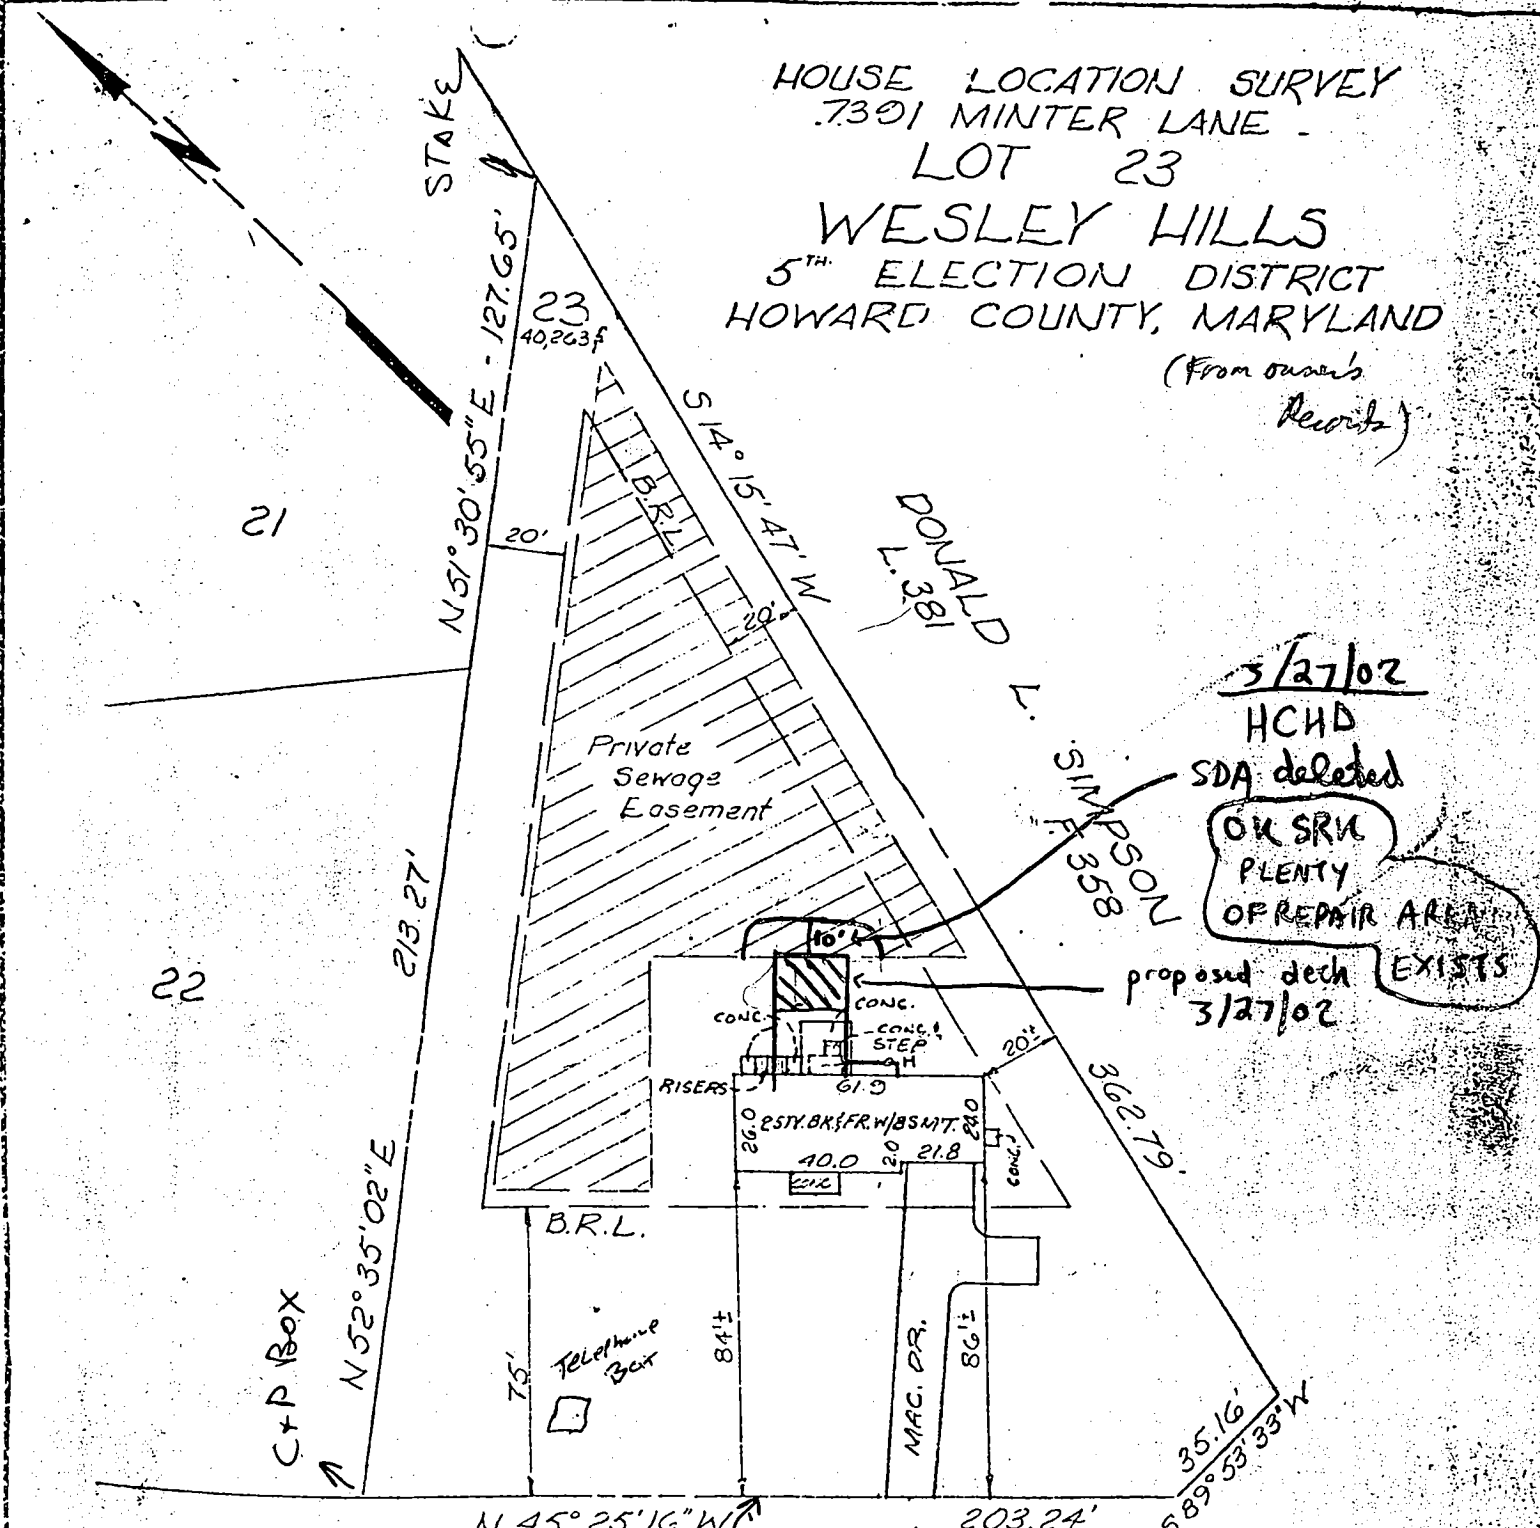 HOUSE LOCATION SURVEY
7391 MINTER LANE
LOT 23
WESLEY HILLS
5TH. ELECTION DISTRICT
HOWARD COUNTY, MARYLAND
(From owner's
Records)
STAKE
N51°30'55"E - 127.65'
23
40,263
S 14° 15' 47" W
B.R.L.
21
20'
20'
DONALD L. SIMPSON
L. 381
F. 358
3/27/02
HCHD
SDA deleted
OK SRK
PLENTY
OF REPAIR AREA
EXISTS
Private
Sewage
Easement
213.27'
22
10'
proposed deck
3/27/02
CONC.
CONC.
CONC.
STEP
O.H
20'±
RISERS
61.9
362.79'
26.0
2STY.BK&FR.W/BSMT.
24.0
40.0
2.0
21.8
CONC.
CONC.
N52°35'02"E
B.R.L.
C+P Box
75'
Telephone
Box
84'±
MAC. DR.
86'±
35.16'
S89°53'33"W
N 45° 25' 16" W
203.24'